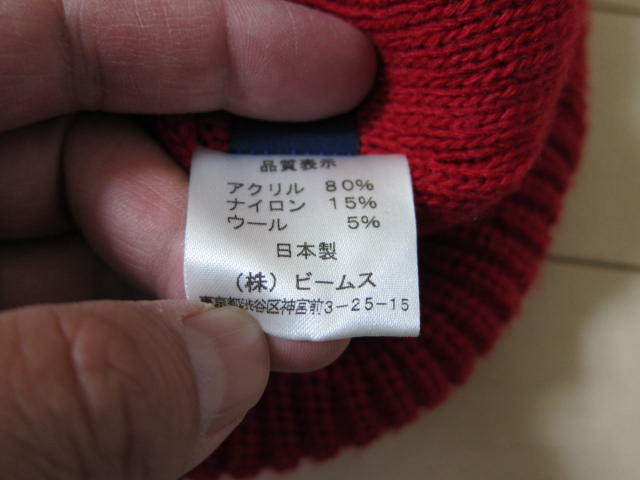 品質表示
アクリル 80%
ナイロン 15%
ウール 5%
日本製
(株) ビームス
東京都渋谷区神宮前3-25-15